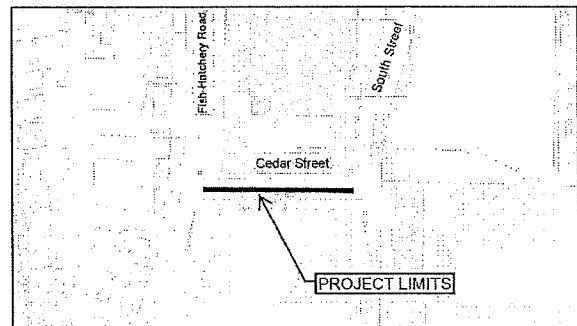 Fish Hatchery Road
South Street
Cedar Street
PROJECT LIMITS